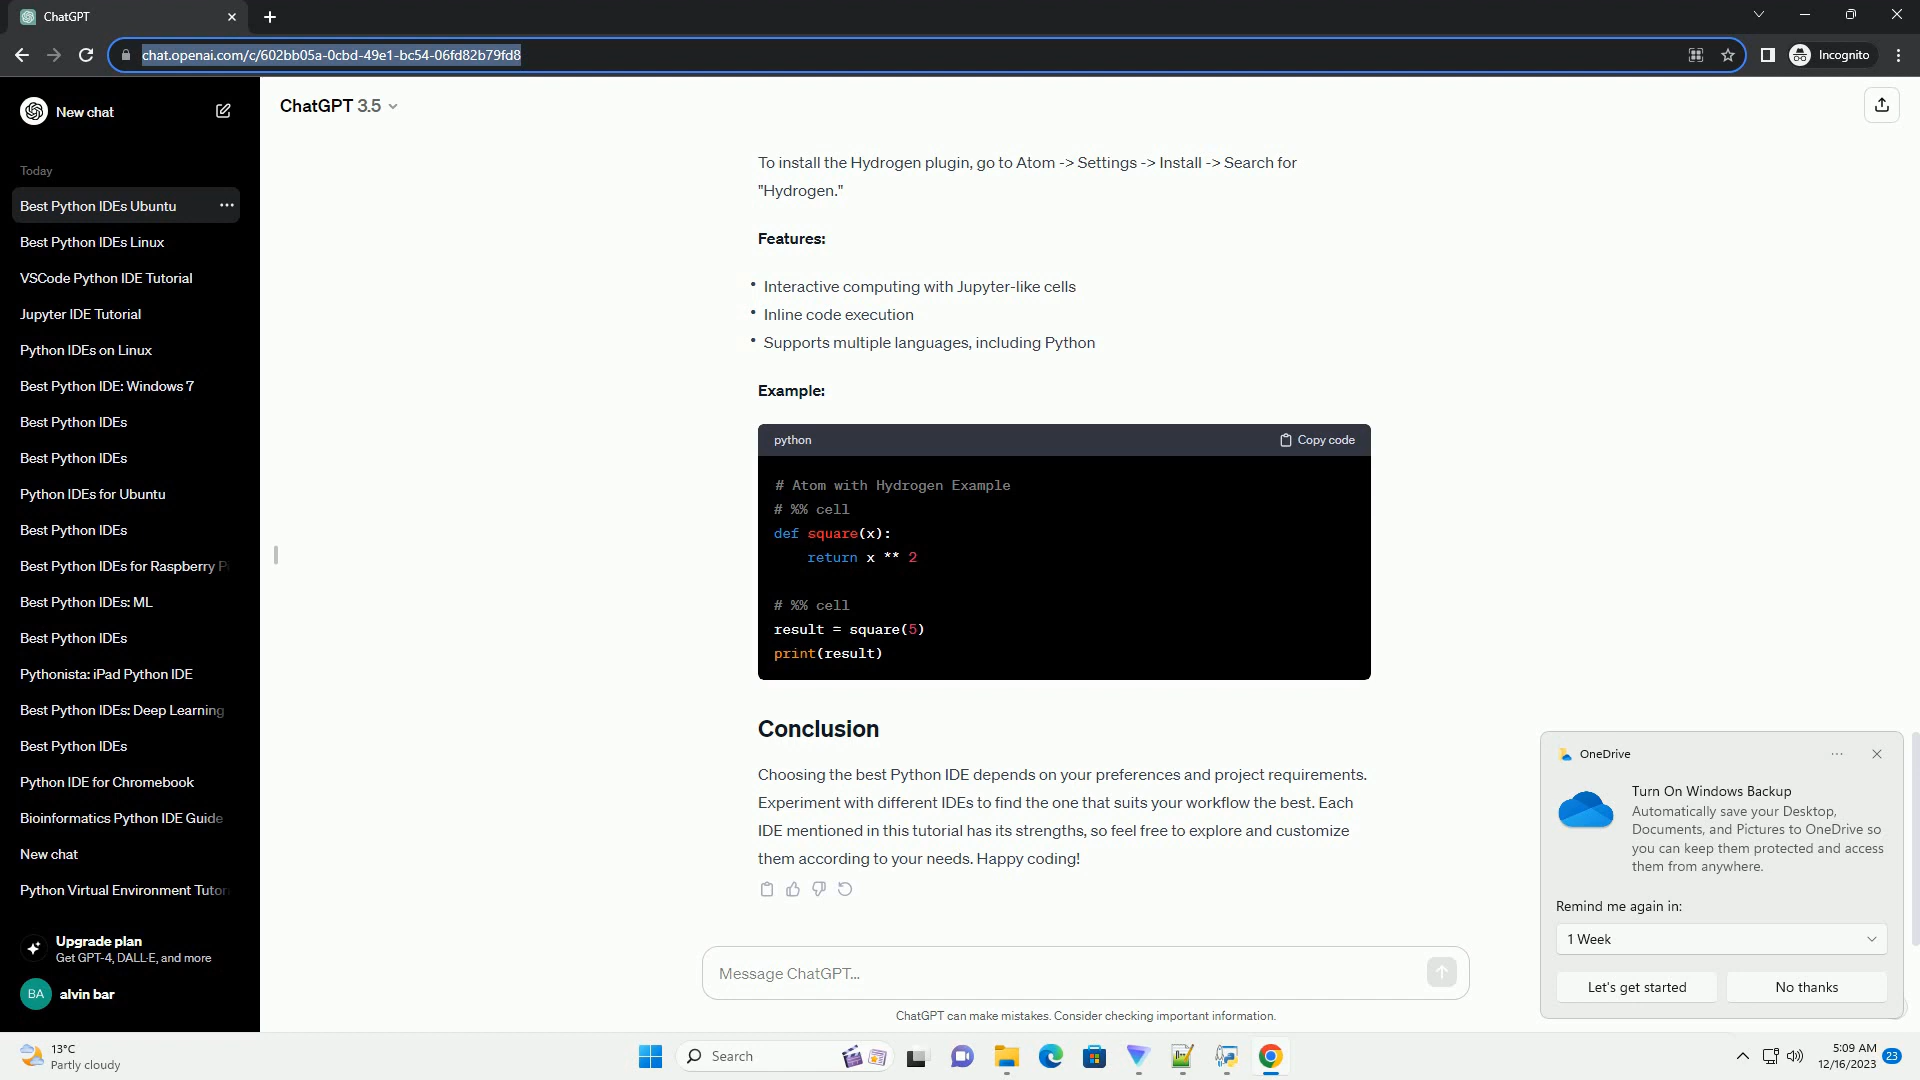 ChatGPT
chat.openai.com/c/602bb05a-0cbd-49e1-bc54-06fd82b79fd8
Incognito
New chat
Today
Best Python IDEs Ubuntu
Best Python IDEs Linux
VSCode Python IDE Tutorial
Jupyter IDE Tutorial
Python IDEs on Linux
Best Python IDE: Windows 7
Best Python IDEs
Best Python IDEs
Python IDEs for Ubuntu
Best Python IDEs
Best Python IDEs for Raspberry P
Best Python IDEs: ML
Best Python IDEs
Pythonista: iPad Python IDE
Best Python IDEs: Deep Learning
Best Python IDEs
Python IDE for Chromebook
Bioinformatics Python IDE Guide
New chat
Python Virtual Environment Tutor
Upgrade plan
Get GPT-4, DALL·E, and more
BA
alvin bar
ChatGPT 3.5
To install the Hydrogen plugin, go to Atom -> Settings -> Install -> Search for
"Hydrogen."
Features:
• Interactive computing with Jupyter-like cells
• Inline code execution
• Supports multiple languages, including Python
Example:
python
Copy code
# Atom with Hydrogen Example
# %% cell
def square(x):
    return x ** 2
# %% cell
result = square(5)
print(result)
Conclusion
Choosing the best Python IDE depends on your preferences and project requirements.
Experiment with different IDEs to find the one that suits your workflow the best. Each
IDE mentioned in this tutorial has its strengths, so feel free to explore and customize
them according to your needs. Happy coding!
Message ChatGPT...
ChatGPT can make mistakes. Consider checking important information.
OneDrive
Turn On Windows Backup
Automatically save your Desktop,
Documents, and Pictures to OneDrive so
you can keep them protected and access
them from anywhere.
Remind me again in:
1 Week
Let's get started
No thanks
13°C
Partly cloudy
Search
5:09 AM
12/16/2023
23